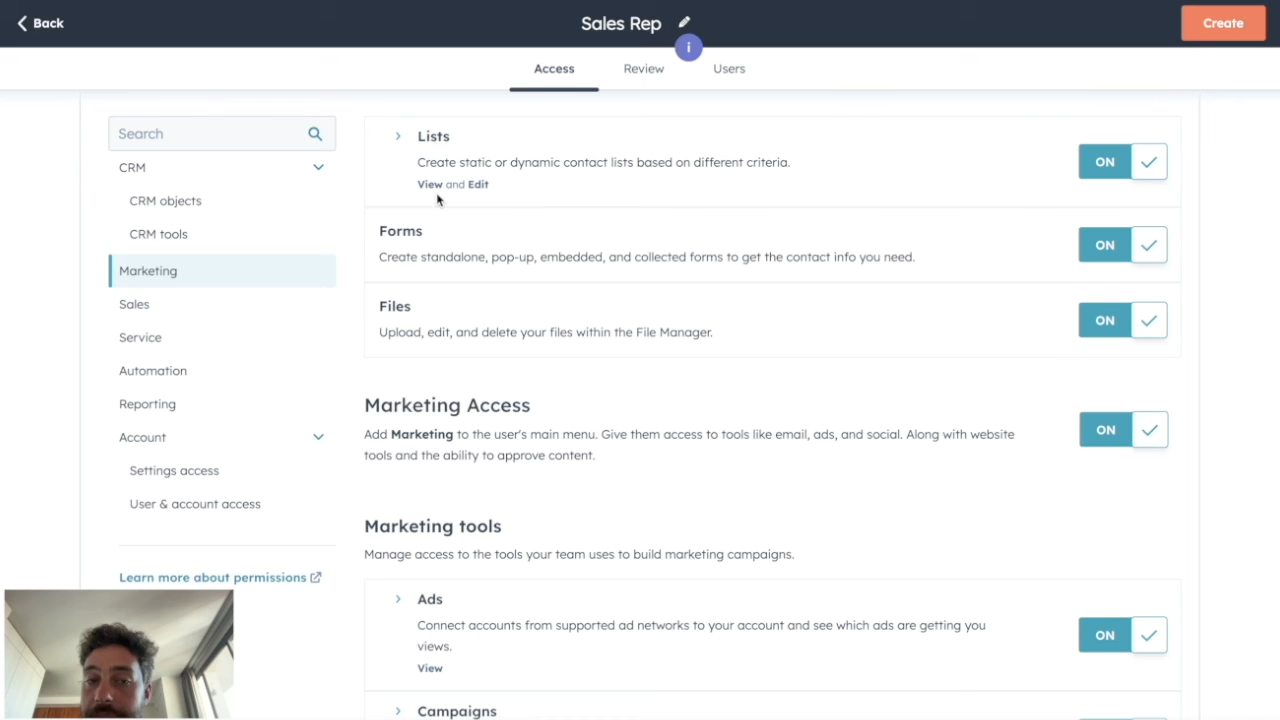 Back
Sales Rep
Create
i
Access
Review
Users
Search
CRM
CRM objects
CRM tools
Marketing
Sales
Service
Automation
Reporting
Account
Settings access
User & account access
Learn more about permissions
Lists
Create static or dynamic contact lists based on different criteria.
View and Edit
ON
Forms
Create standalone, pop-up, embedded, and collected forms to get the contact info you need.
ON
Files
Upload, edit, and delete your files within the File Manager.
ON
Marketing Access
Add Marketing to the user's main menu. Give them access to tools like email, ads, and social. Along with website
tools and the ability to approve content.
ON
Marketing tools
Manage access to the tools your team uses to build marketing campaigns.
Ads
Connect accounts from supported ad networks to your account and see which ads are getting you
views.
View
ON
Campaigns